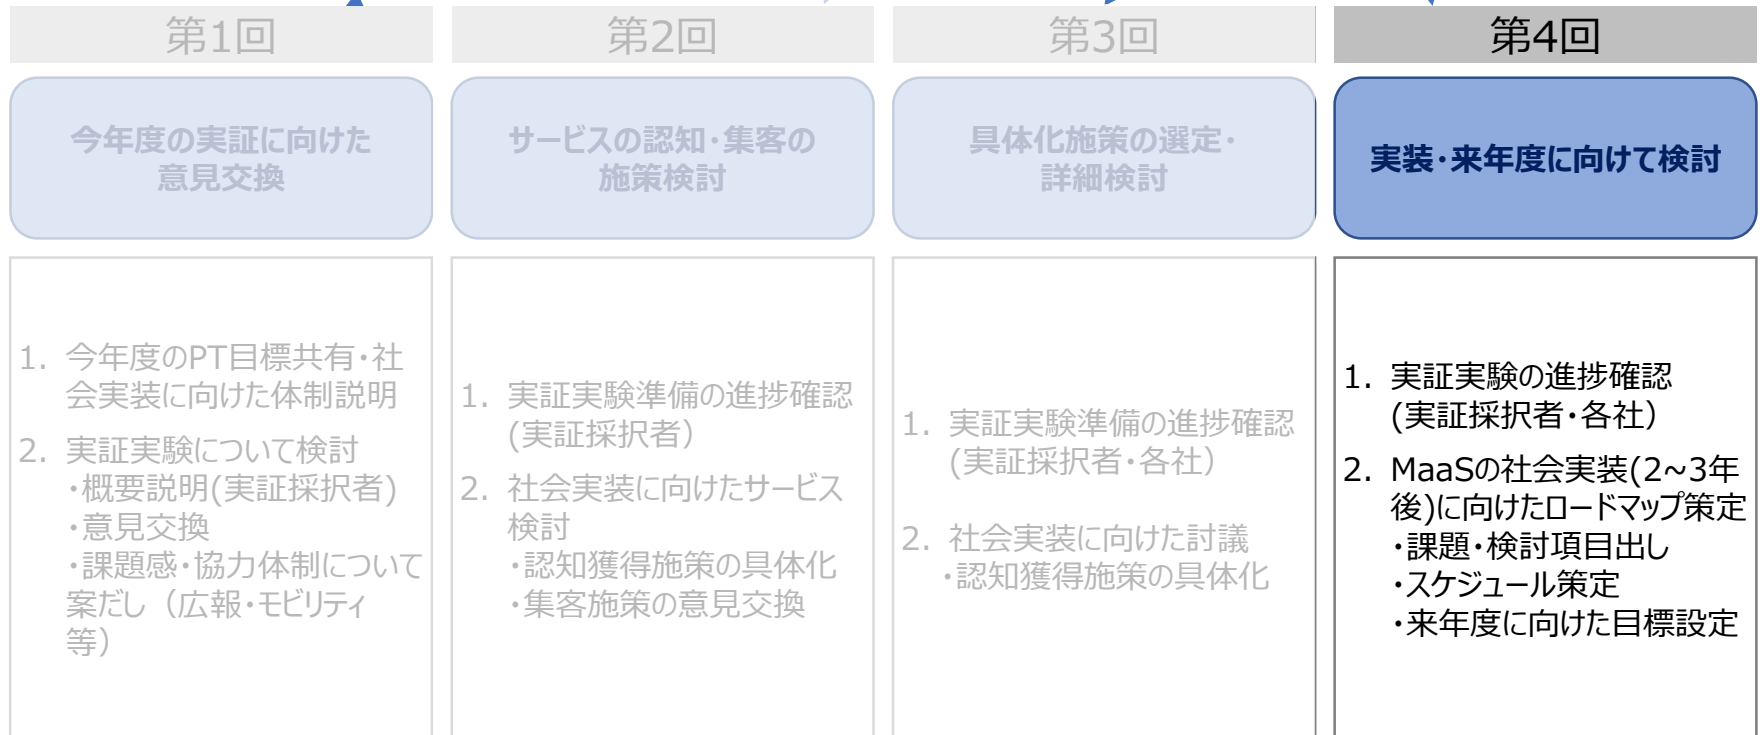 第1回
今年度の実証に向けた
意見交換
1. 今年度のPT目標共有・社
会実装に向けた体制説明
2. 実証実験について検討
・概要説明(実証採択者)
・意見交換
・課題感・協力体制について
案だし（広報・モビリティ
等）
第2回
サービスの認知・集客の
施策検討
1. 実証実験準備の進捗確認
(実証採択者）
2. 社会実装に向けたサービス
検討
・認知獲得施策の具体化
・集客施策の意見交換
第3回
具体化施策の選定・
詳細検討
1. 実証実験準備の進捗確認
(実証採択者・各社）
2. 社会実装に向けた討議
・認知獲得施策の具体化
第4回
実装・来年度に向けて検討
1. 実証実験の進捗確認
(実証採択者・各社）
2. MaaSの社会実装(2~3年
後)に向けたロードマップ策定
・課題・検討項目出し
・スケジュール策定
・来年度に向けた目標設定